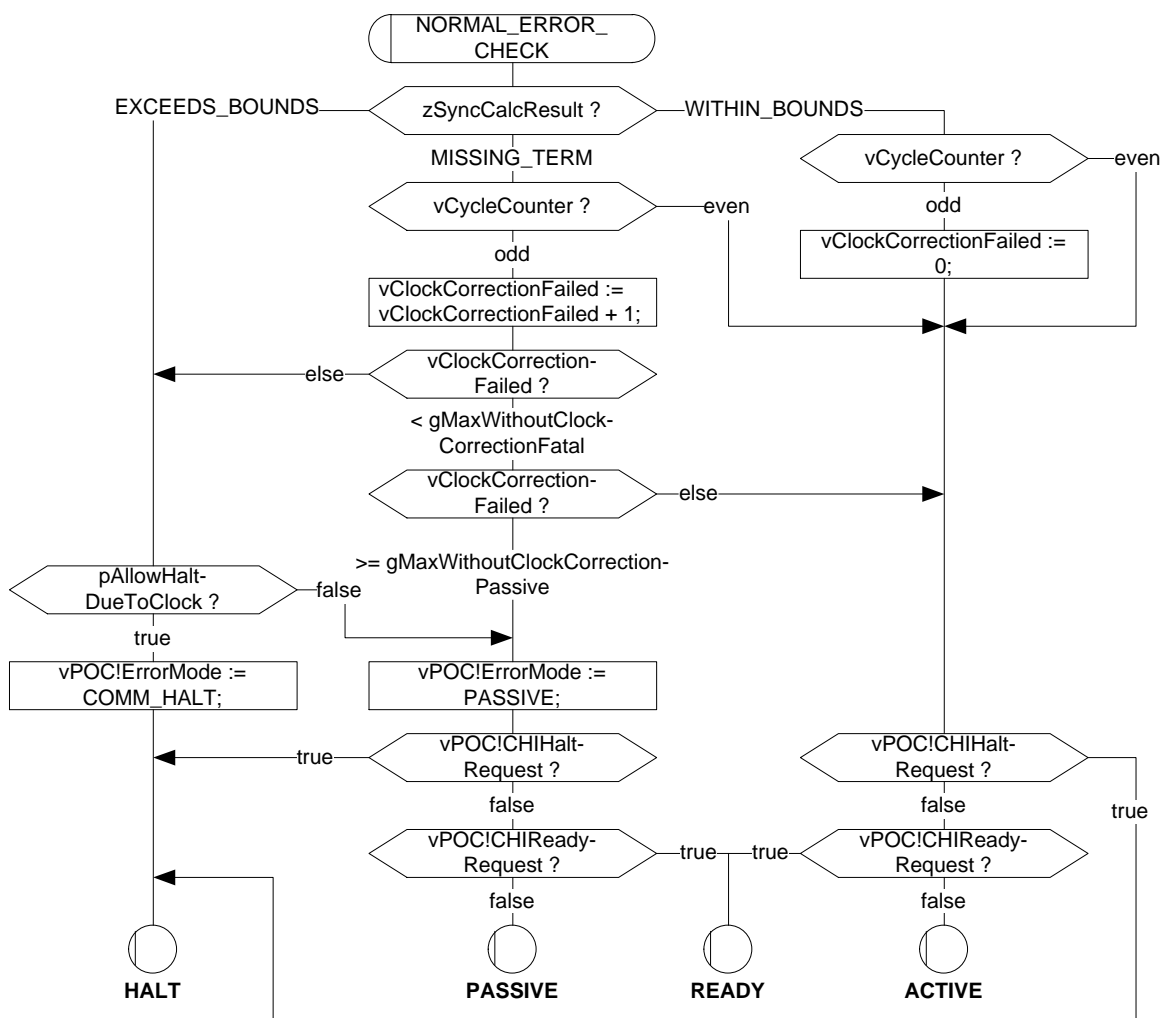 NORMAL_ERROR_
CHECK
EXCEEDS_BOUNDS
zSyncCalcResult ?
WITHIN_BOUNDS
MISSING_TERM
vCycleCounter ?
even
vCycleCounter ?
even
odd
odd
vClockCorrectionFailed :=
0;
vClockCorrectionFailed :=
vClockCorrectionFailed + 1;
else
vClockCorrection-
Failed ?
< gMaxWithoutClock-
CorrectionFatal
vClockCorrection-
Failed ?
else
>= gMaxWithoutClockCorrection-
Passive
pAllowHalt-
DueToClock ?
false
true
vPOC!ErrorMode :=
COMM_HALT;
vPOC!ErrorMode :=
PASSIVE;
true
vPOC!CHIHalt-
Request ?
vPOC!CHIHalt-
Request ?
false
false
true
vPOC!CHIReady-
Request ?
true
true
vPOC!CHIReady-
Request ?
false
false
HALT
PASSIVE
READY
ACTIVE